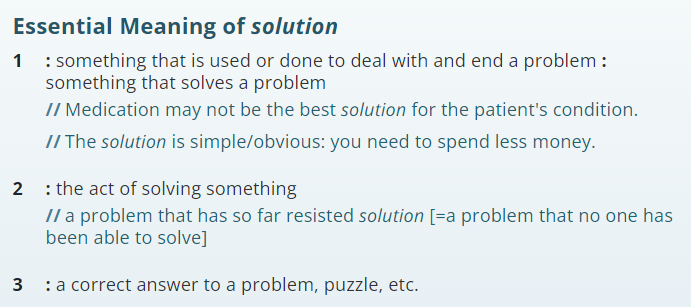 Essential Meaning of solution
1 : something that is used or done to deal with and end a problem :
something that solves a problem
// Medication may not be the best solution for the patient's condition.
// The solution is simple/obvious: you need to spend less money.
2 : the act of solving something
// a problem that has so far resisted solution [=a problem that no one has
been able to solve]
3 : a correct answer to a problem, puzzle, etc.